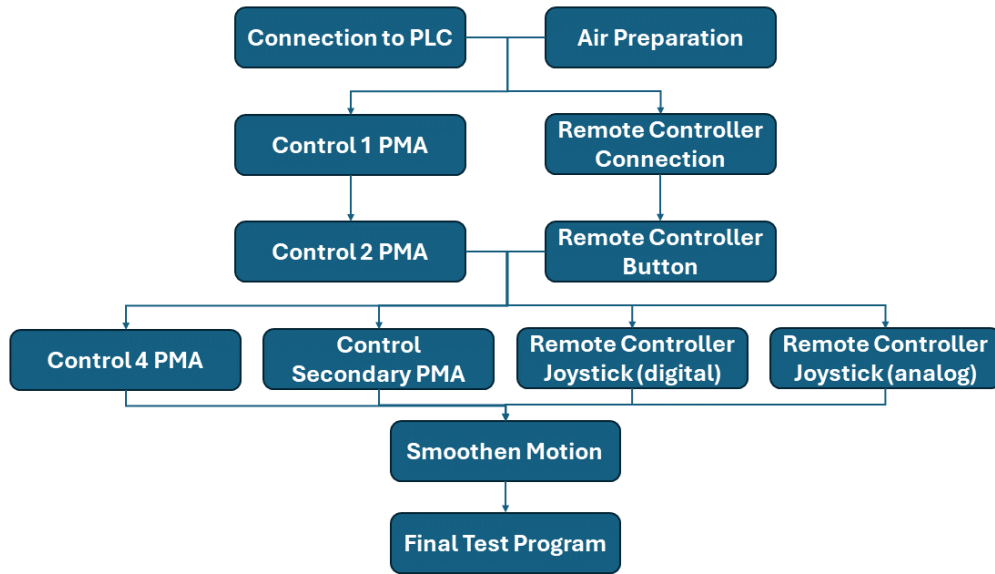 Connection to PLC
Air Preparation
Control 1 PMA
Remote Controller
Connection
Control 2 PMA
Remote Controller
Button
Control 4 PMA
Control
Secondary PMA
Remote Controller
Joystick (digital)
Remote Controller
Joystick (analog)
Smoothen Motion
Final Test Program